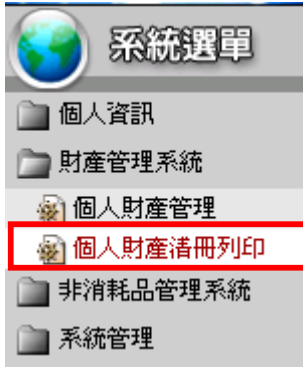 系統選單
個人資訊
財產管理系統
個人財產管理
個人財產清冊列印
非消耗品管理系統
系統管理